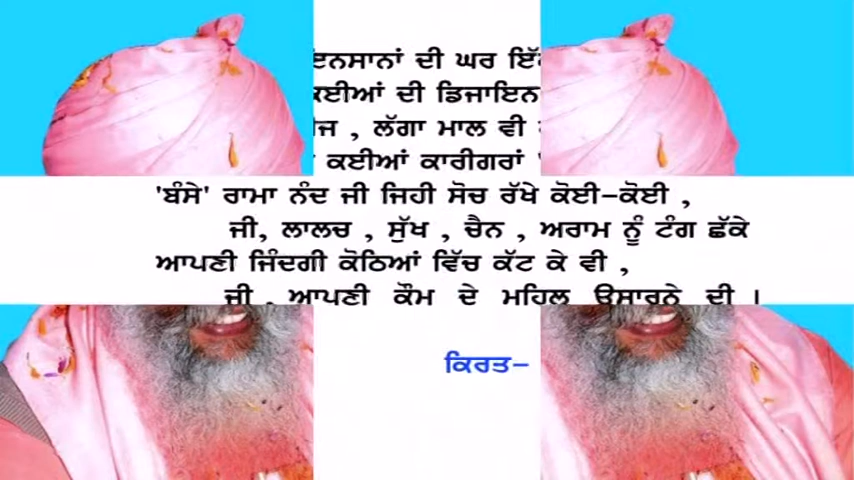 ਇਨਸਾਨਾਂ ਦੀ ਘਰ
ਕਈਆਂ ਦੀ ਡਿਜਾਇਨ
, ਲੱਗਾ ਮਾਲ ਵੀ
ਕਈਆਂ ਕਾਰੀਗਰਾਂ
'ਬੰਸੇ' ਰਾਮਾ ਨੰਦ ਜੀ ਜਿਹੀ ਸੋਚ ਰੱਖੇ ਕੋਈ-ਕੋਈ ,
ਜੀ, ਲਾਲਚ , ਸੁੱਖ , ਚੈਨ , ਅਰਾਮ ਨੂੰ ਟੰਗ ਛੱਕੇ
ਆਪਣੀ ਜਿੰਦਗੀ ਕੋਠਿਆਂ ਵਿੱਚ ਕੱਟ ਕੇ ਵੀ ,
ਜੀ , ਆਪਣੀ ਕੌਮ ਦੇ ਮਹਿਲ ਉਸਾਰਨੇ ਦੀ ।
ਕਿਰਤ-